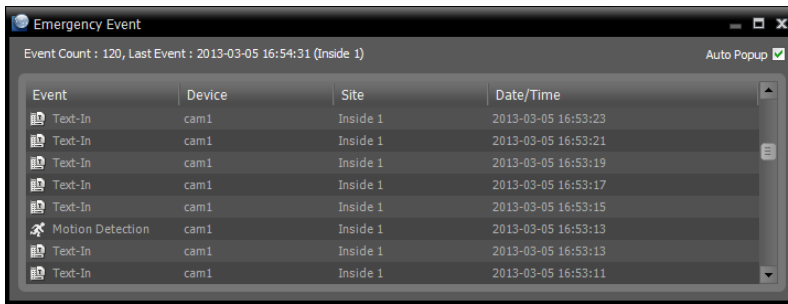 Emergency Event
Event Count : 120, Last Event : 2013-03-05 16:54:31 (Inside 1) Auto Popup
Event Device Site Date/Time
Text-In cam1 Inside 1 2013-03-05 16:53:23
Text-In cam1 Inside 1 2013-03-05 16:53:21
Text-In cam1 Inside 1 2013-03-05 16:53:19
Text-In cam1 Inside 1 2013-03-05 16:53:17
Text-In cam1 Inside 1 2013-03-05 16:53:15
Motion Detection cam1 Inside 1 2013-03-05 16:53:13
Text-In cam1 Inside 1 2013-03-05 16:53:13
Text-In cam1 Inside 1 2013-03-05 16:53:11